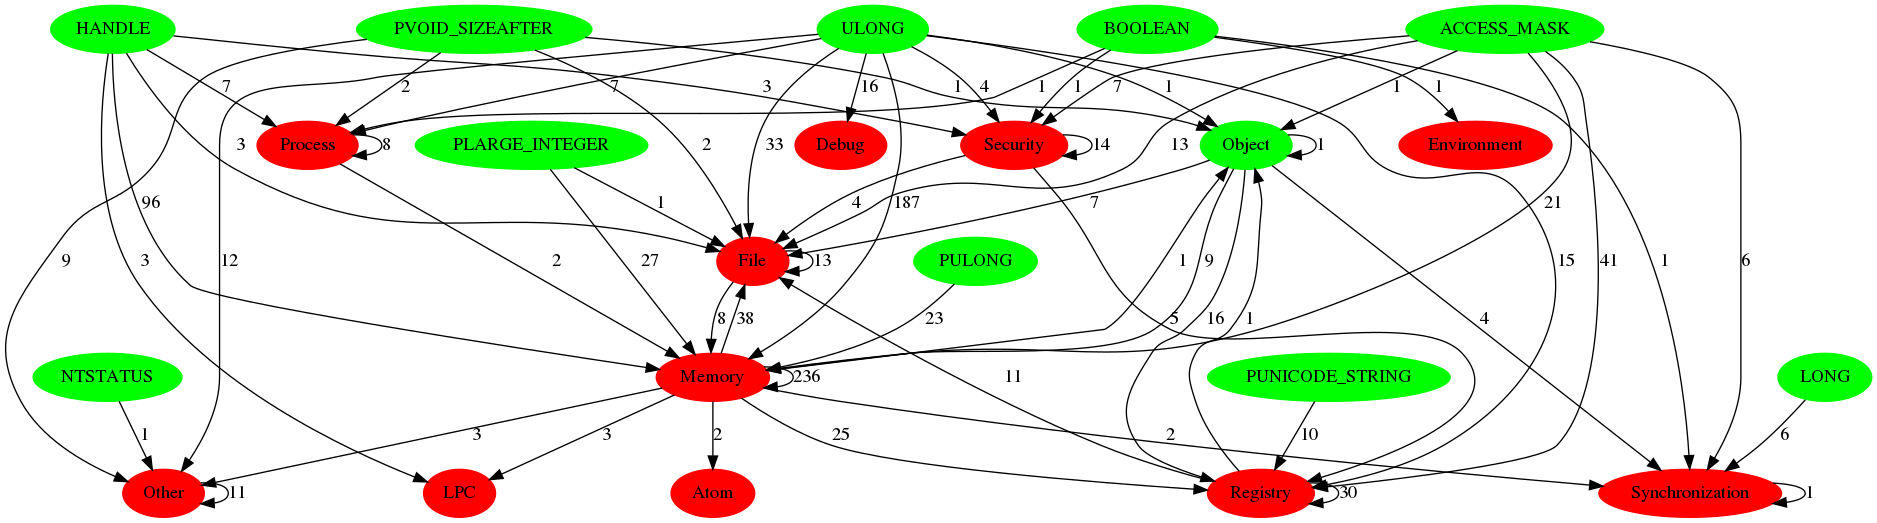 HANDLE PVOID_SIZEAFTER ULONG BOOLEAN ACCESS_MASK
7 2 7 3 16 4 1 1 1 7 1 1
Process 8 PLARGE_INTEGER Debug Security 14 Object 1 Environment
3 96 1 2 33 187 4 13 7 21
9 3 12 2 27 File 13 PULONG 1 9 15 41 1 6
8 38 23 5 16 1 4
NTSTATUS Memory 236 11 PUNICODE_STRING LONG
1 3 3 2 25 2 10 6
Other 11 LPC Atom Registry 30 Synchronization 1